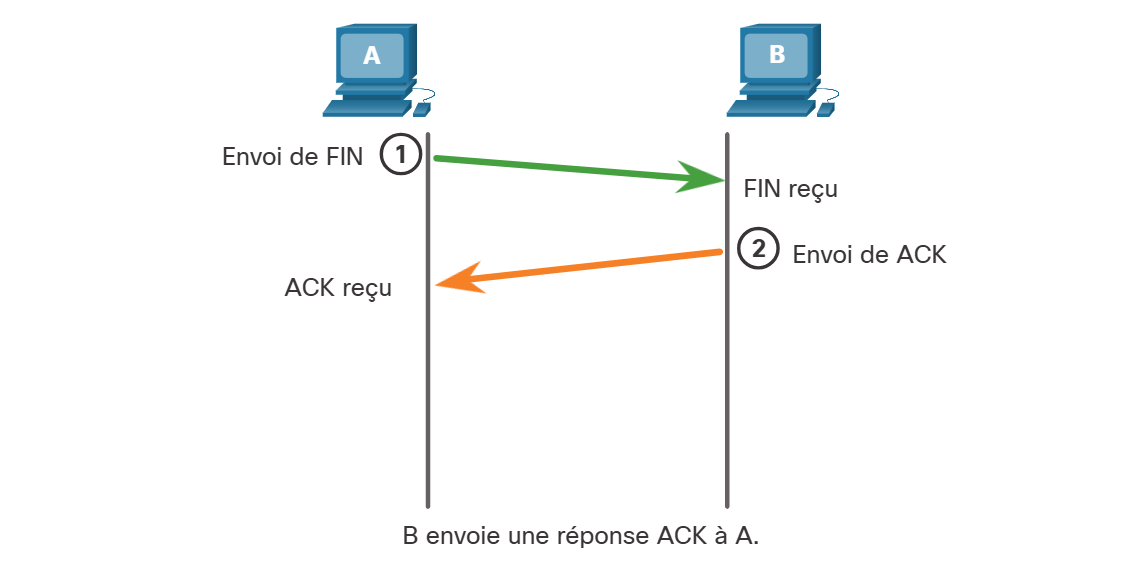 A
B
Envoi de FIN 1
FIN reçu
2 Envoi de ACK
ACK reçu
B envoie une réponse ACK à A.